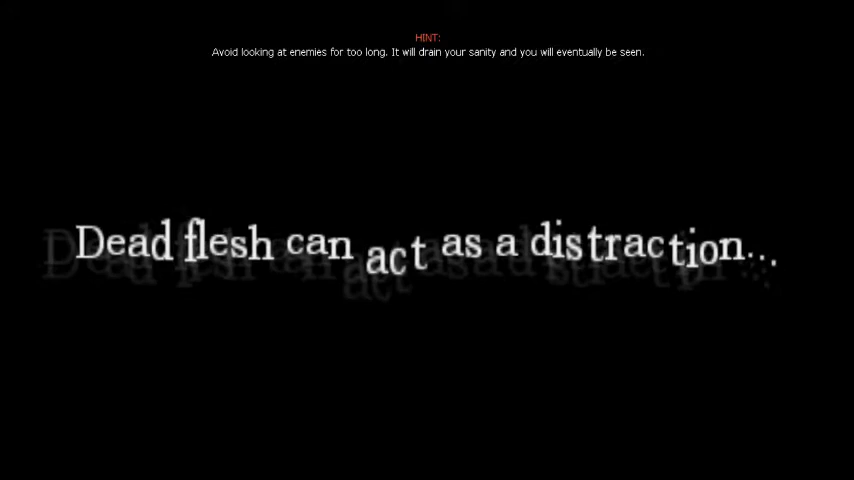 HINT:
Avoid looking at enemies for too long. It will drain your sanity and you will eventually be seen.
Dead flesh can act as a distraction...